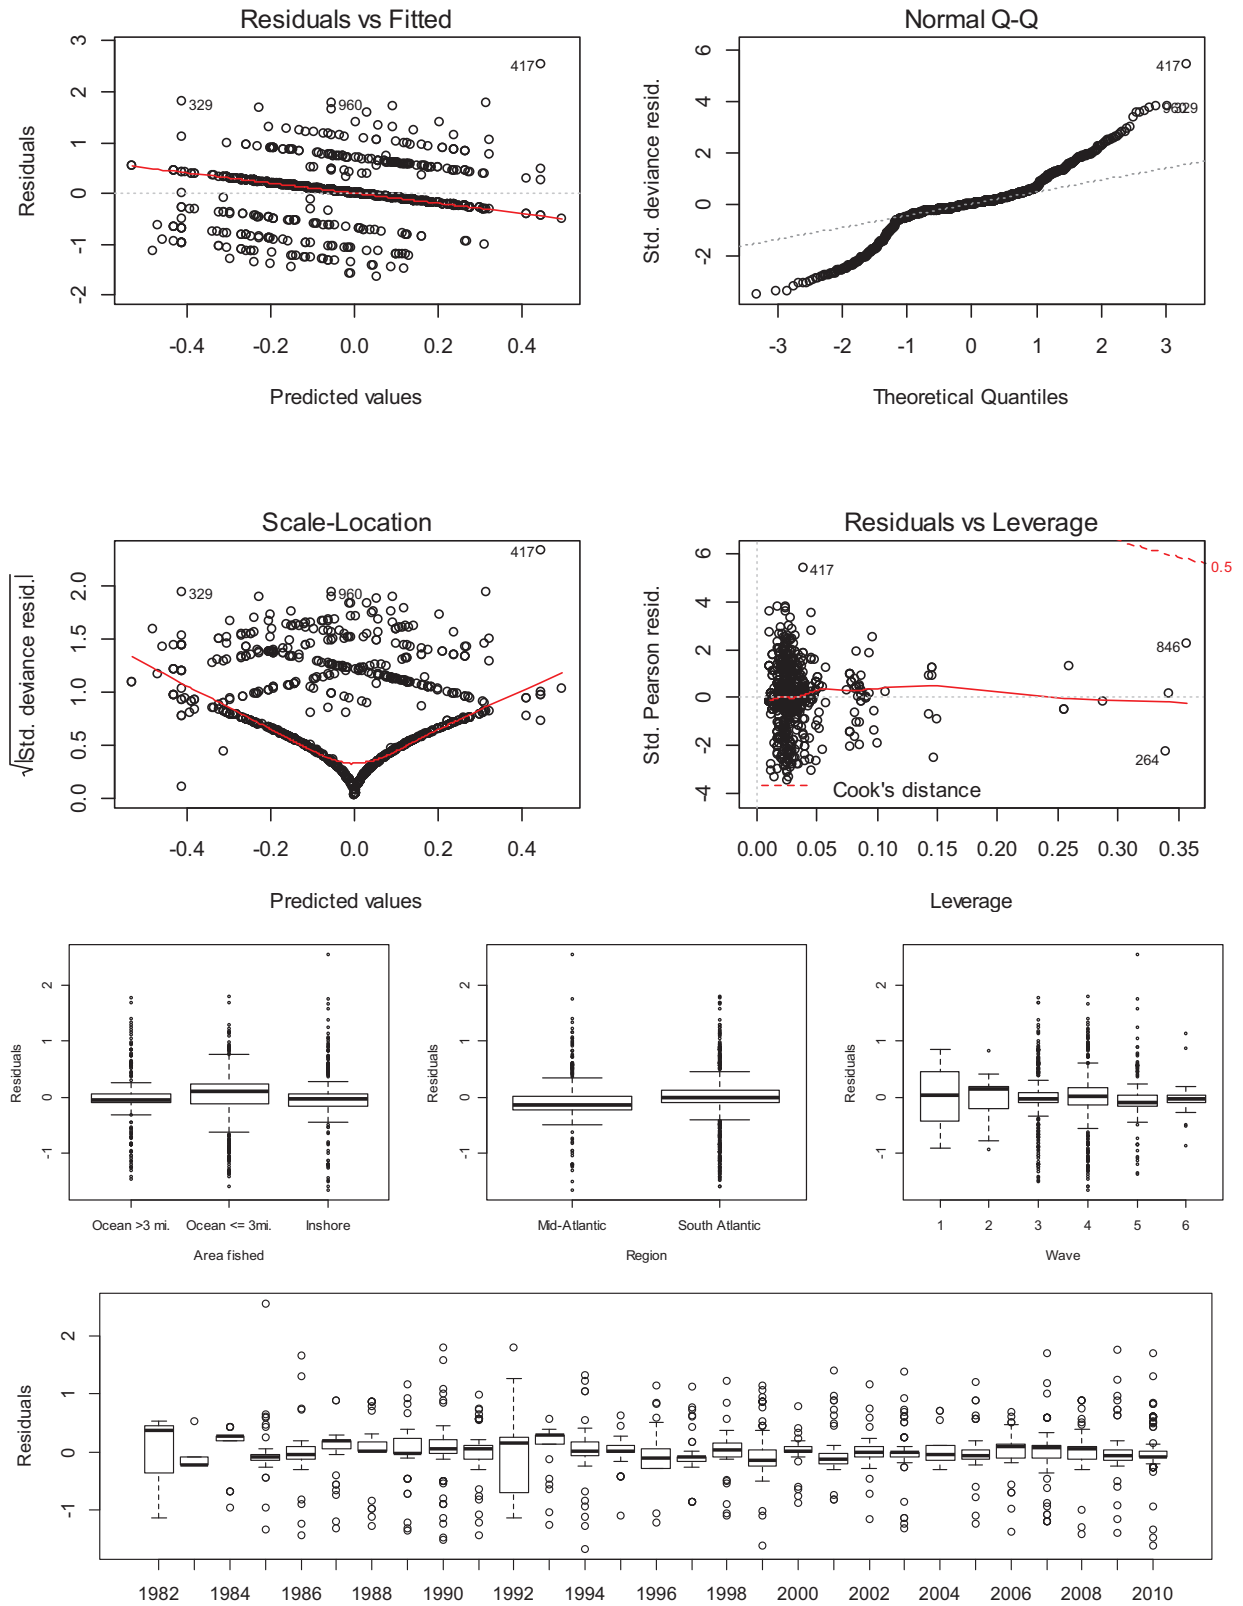 Residuals vs Fitted
Residuals
3
2
1
0
-1
-2
417
329
960
-0.4 -0.2 0.0 0.2 0.4
Predicted values
Normal Q-Q
Std. deviance resid.
6
4
2
0
-2
417
329
-3 -2 -1 0 1 2 3
Theoretical Quantiles
Scale-Location
√|Std. deviance resid.|
2.0
1.5
1.0
0.5
0.0
417
329
960
-0.4 -0.2 0.0 0.2 0.4
Predicted values
Residuals vs Leverage
Std. Pearson resid.
6
4
2
0
-2
-4
417
0.5
846
264
Cook's distance
0.00 0.05 0.10 0.15 0.20 0.25 0.30 0.35
Leverage
Residuals
2
1
0
-1
Ocean >3 mi. Ocean <= 3mi. Inshore
Area fished
Residuals
2
1
0
-1
Mid-Atlantic South Atlantic
Region
Residuals
2
1
0
-1
1 2 3 4 5 6
Wave
Residuals
2
1
0
-1
1982 1984 1986 1988 1990 1992 1994 1996 1998 2000 2002 2004 2006 2008 2010